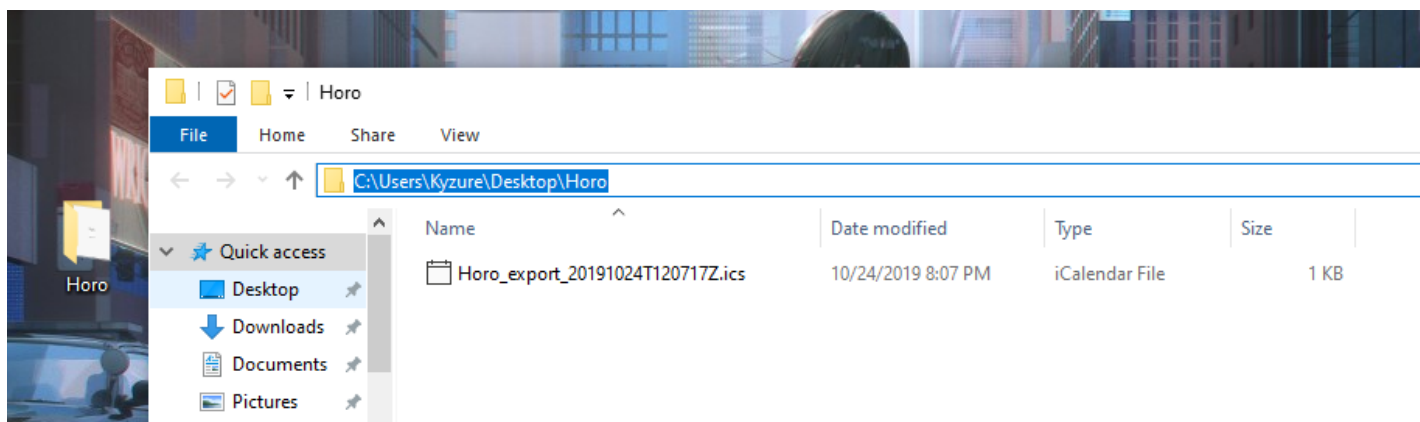 Horo
File Home Share View
C:\Users\Kyzure\Desktop\Horo
Name Date modified Type Size
Quick access
Horo_export_20191024T120717Z.ics 10/24/2019 8:07 PM iCalendar File 1 KB
Desktop
Downloads
Documents
Pictures
Horo